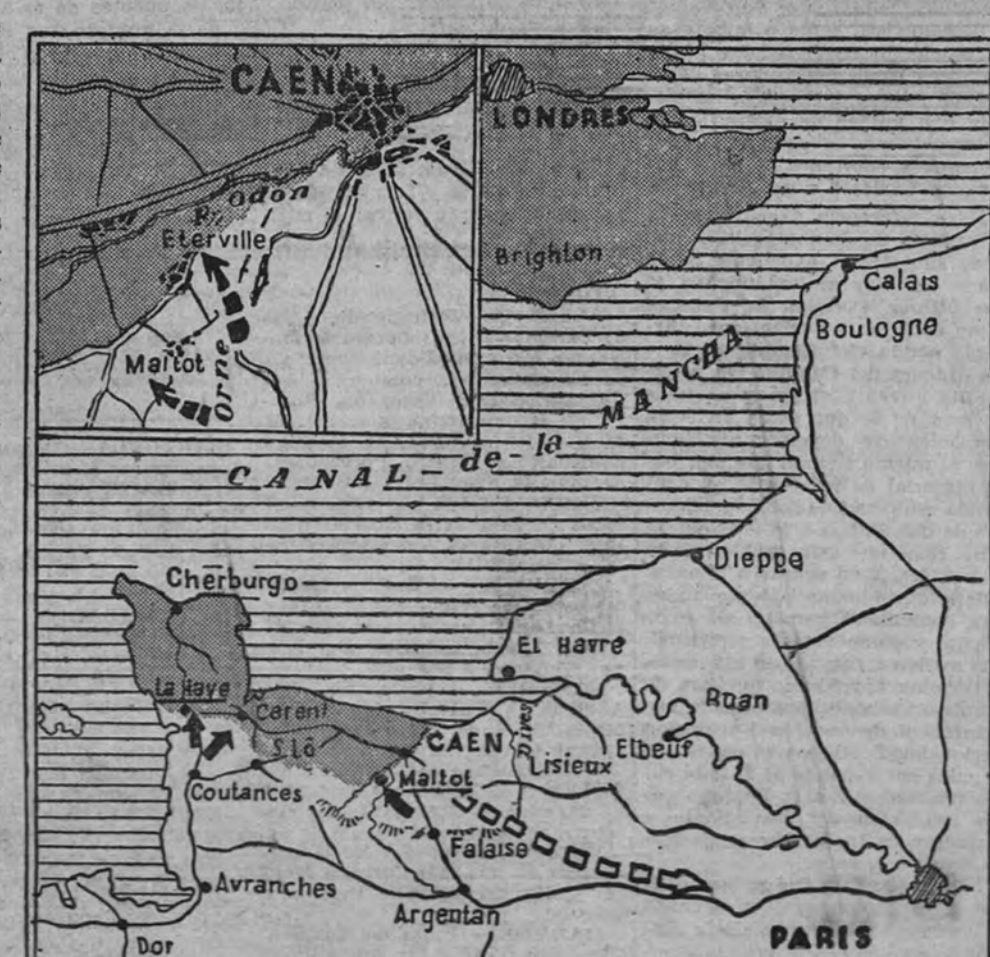 CAEN
R. Odon
Eterville
Maltot
Orne
LONDRES
Brighton
Calais
Boulogne
CANAL - de - la MANCHA
Dieppe
Cherburgo
El Havre
Ruan
La Haye
Carent
Dives
CAEN
Elbeuf
S. Lô
Lisieux
Maltot
Coutances
Falaise
Avranches
Argentan
Dor
PARIS